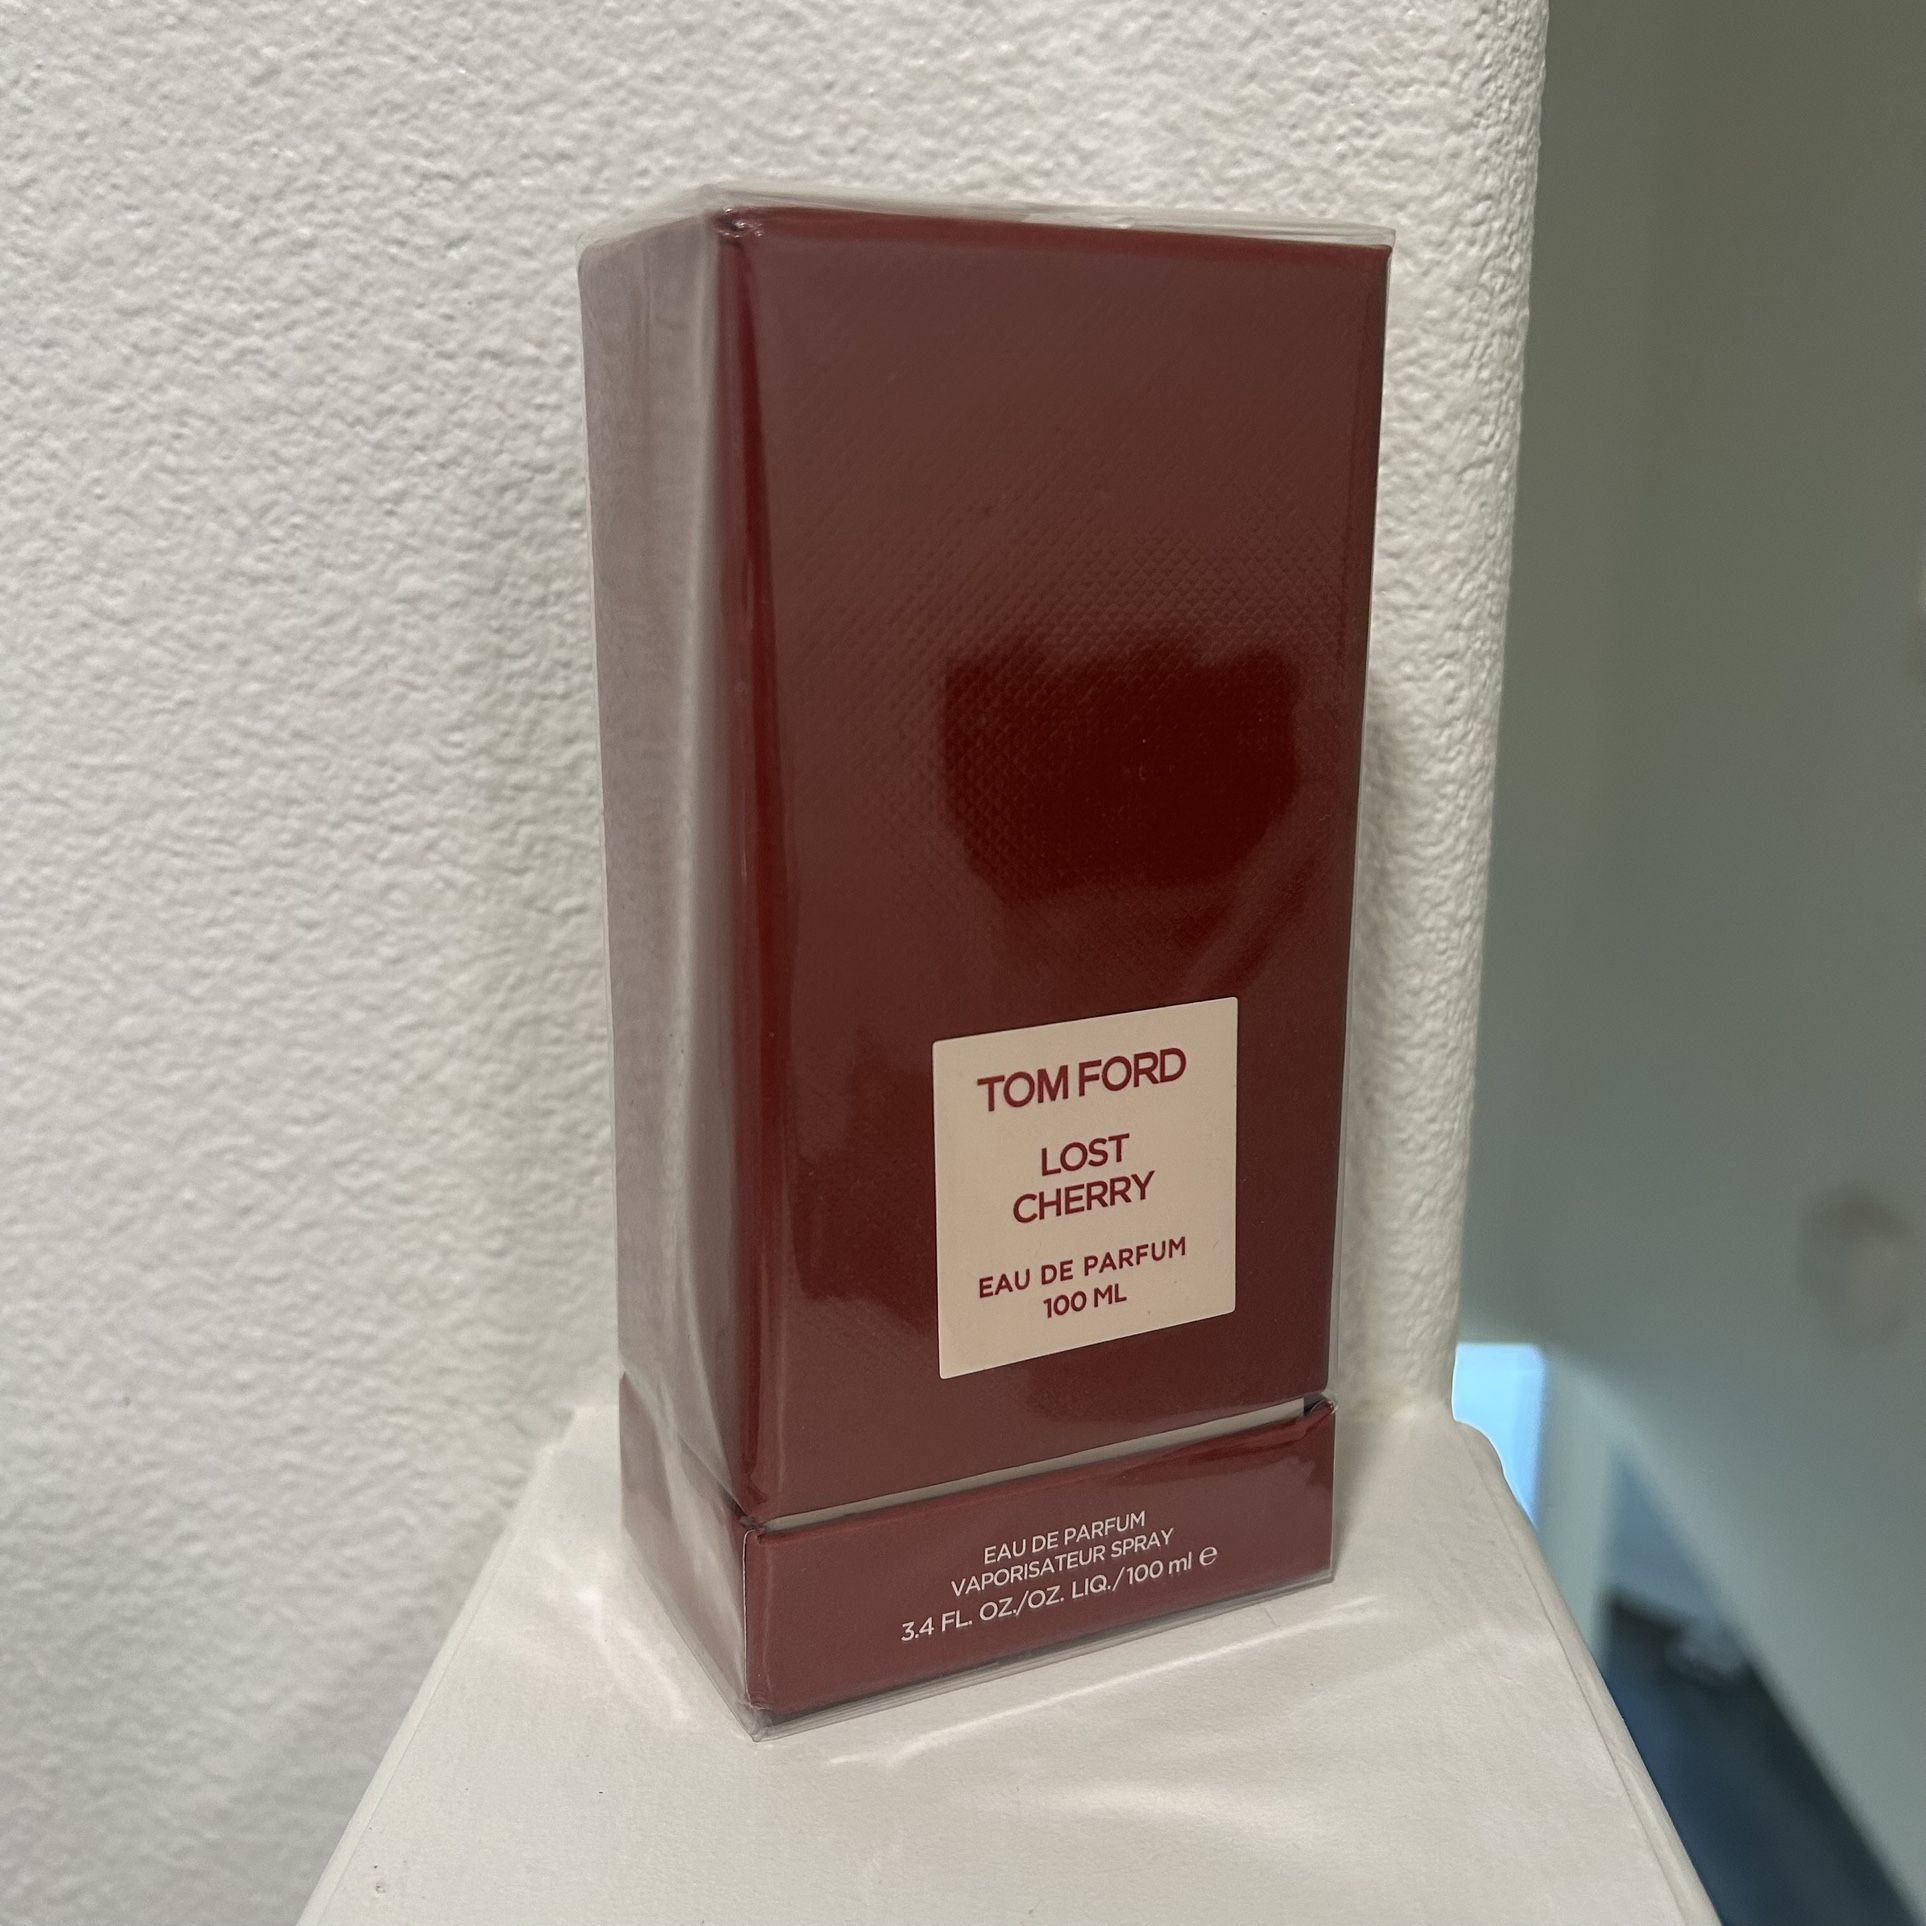 TOM FORD
LOST
CHERRY
EAU DE PARFUM
100 ML
EAU DE PARFUM
VAPORISATEUR SPRAY
3.4 FL. OZ./OZ. LIQ./100 ml ℮